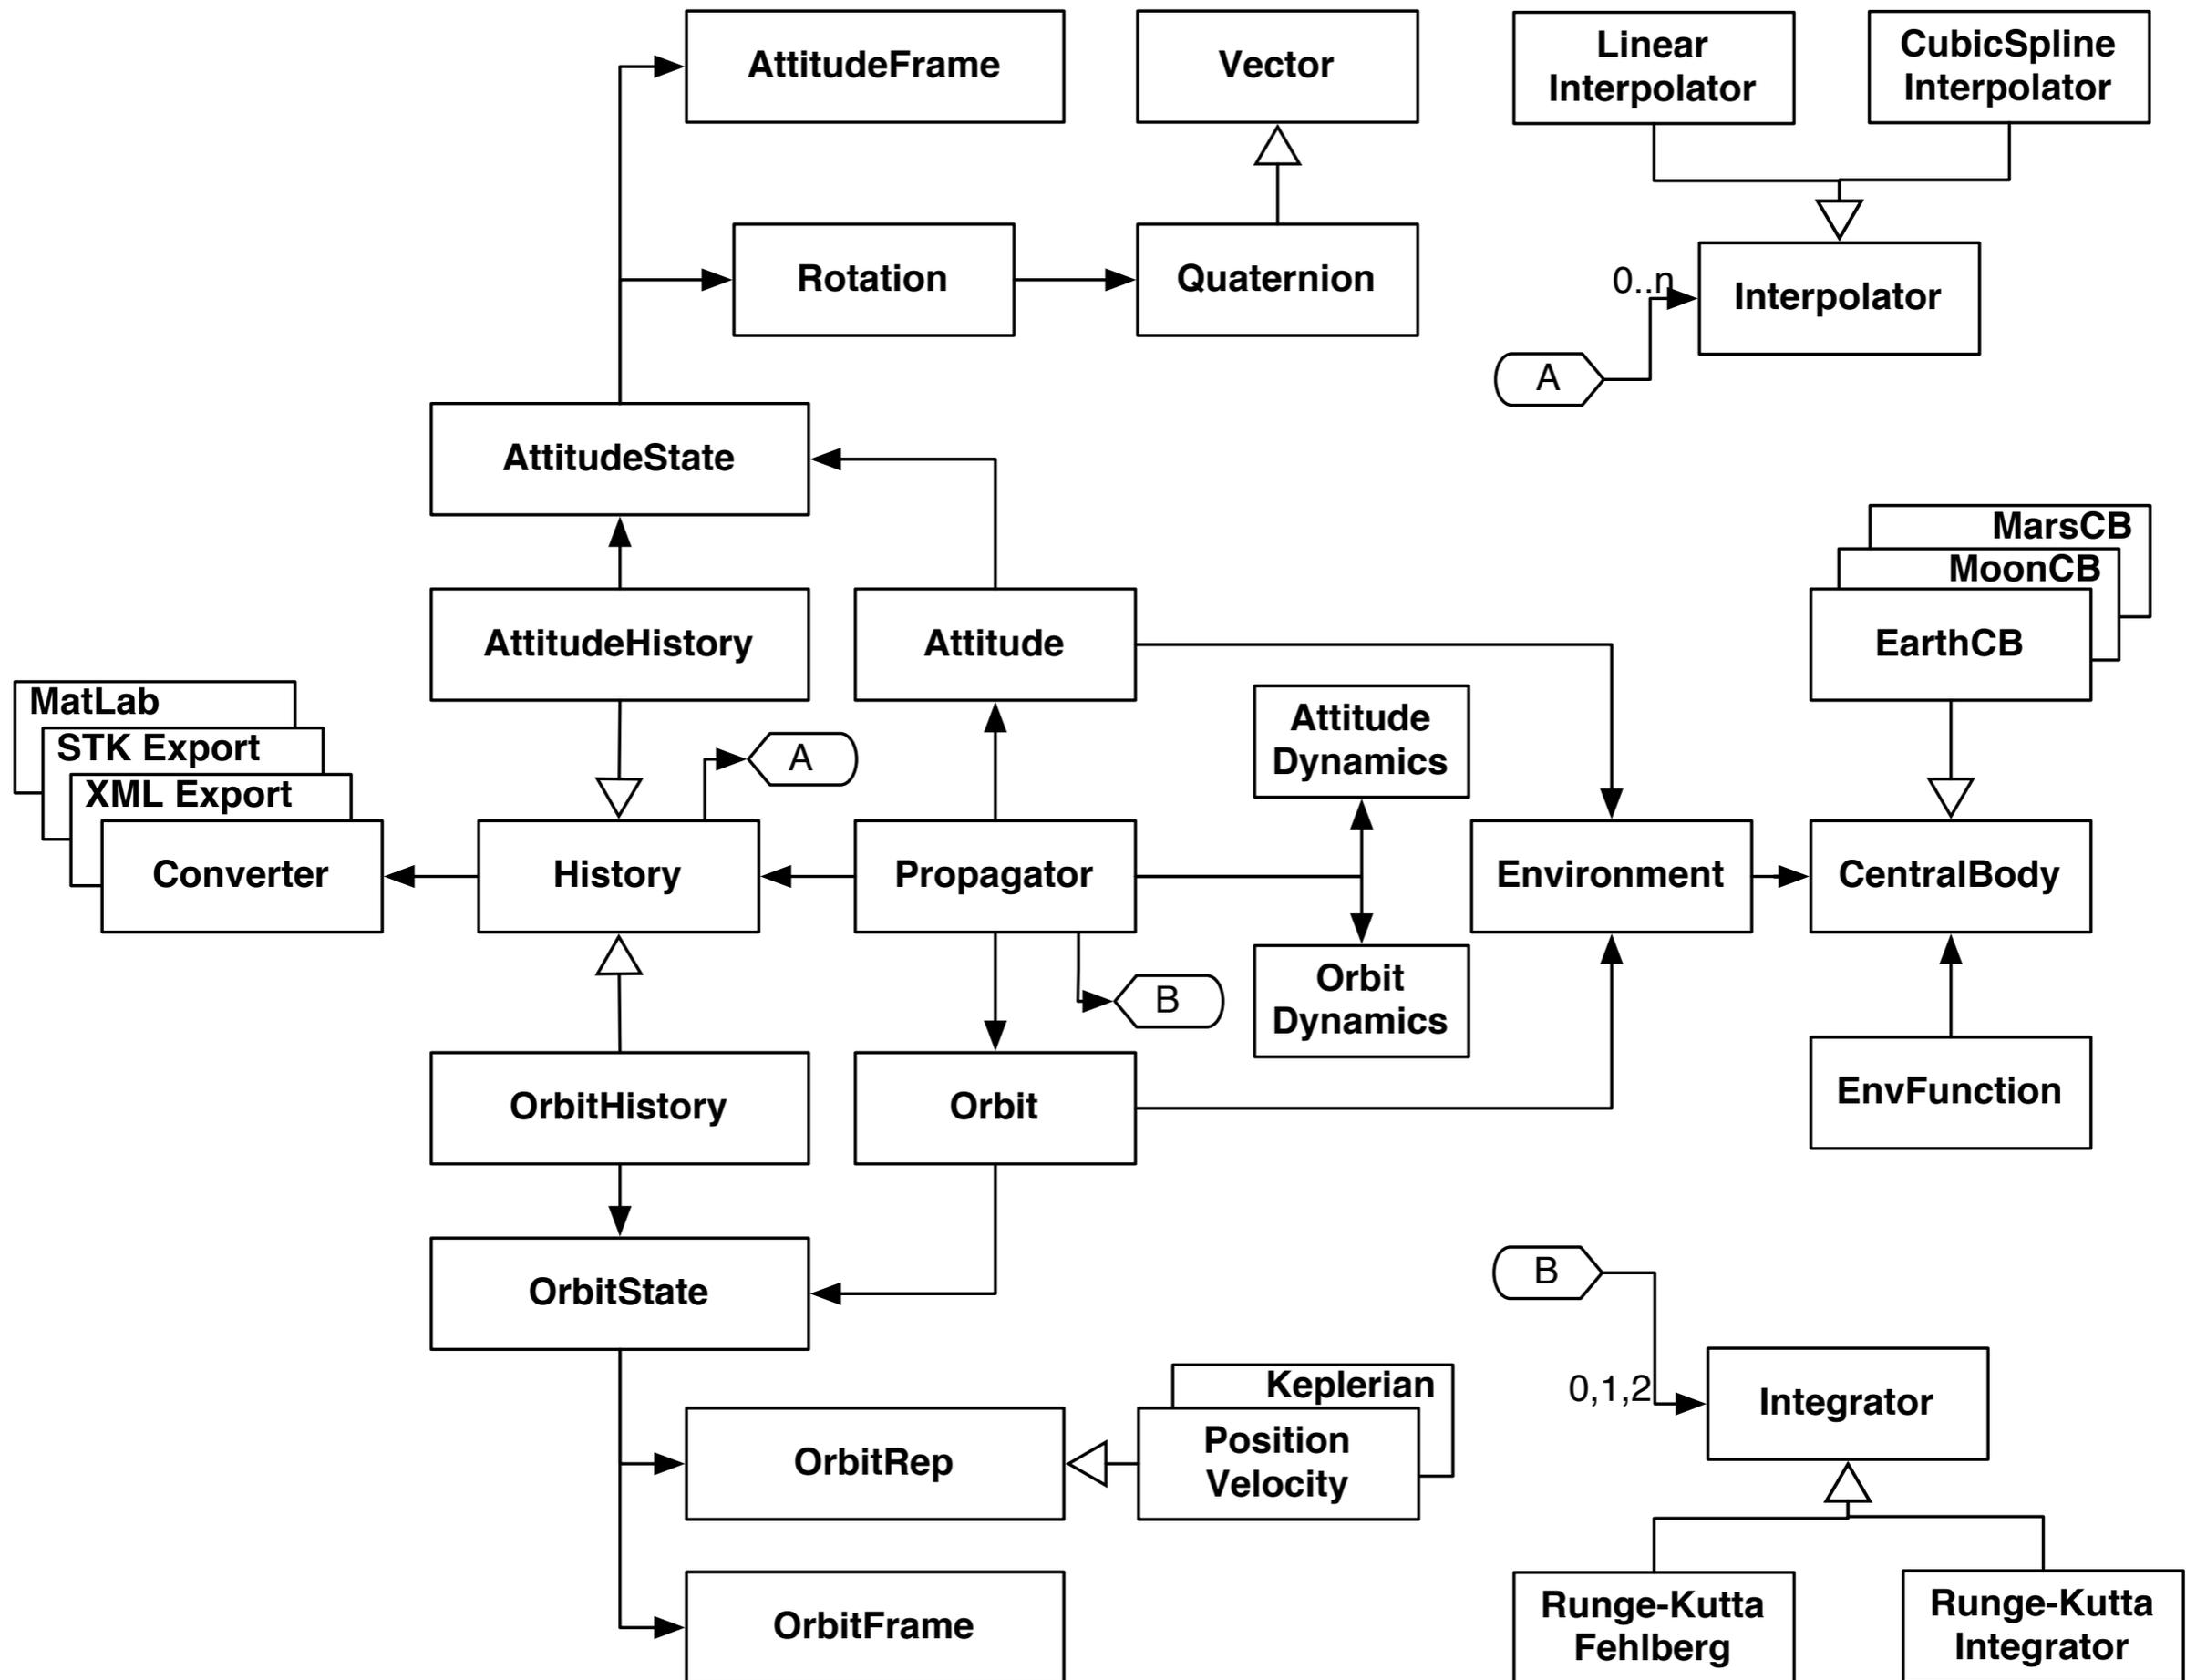 AttitudeFrame
Vector
Linear
Interpolator
CubicSpline
Interpolator
Rotation
Quaternion
0..n
Interpolator
A
AttitudeState
MarsCB
MoonCB
EarthCB
AttitudeHistory
Attitude
MatLab
STK Export
XML Export
Converter
A
Attitude
Dynamics
History
Propagator
Environment
CentralBody
B
Orbit
Dynamics
OrbitHistory
Orbit
EnvFunction
OrbitState
B
0,1,2
Integrator
Keplerian
Position
Velocity
OrbitRep
OrbitFrame
Runge-Kutta
Fehlberg
Runge-Kutta
Integrator